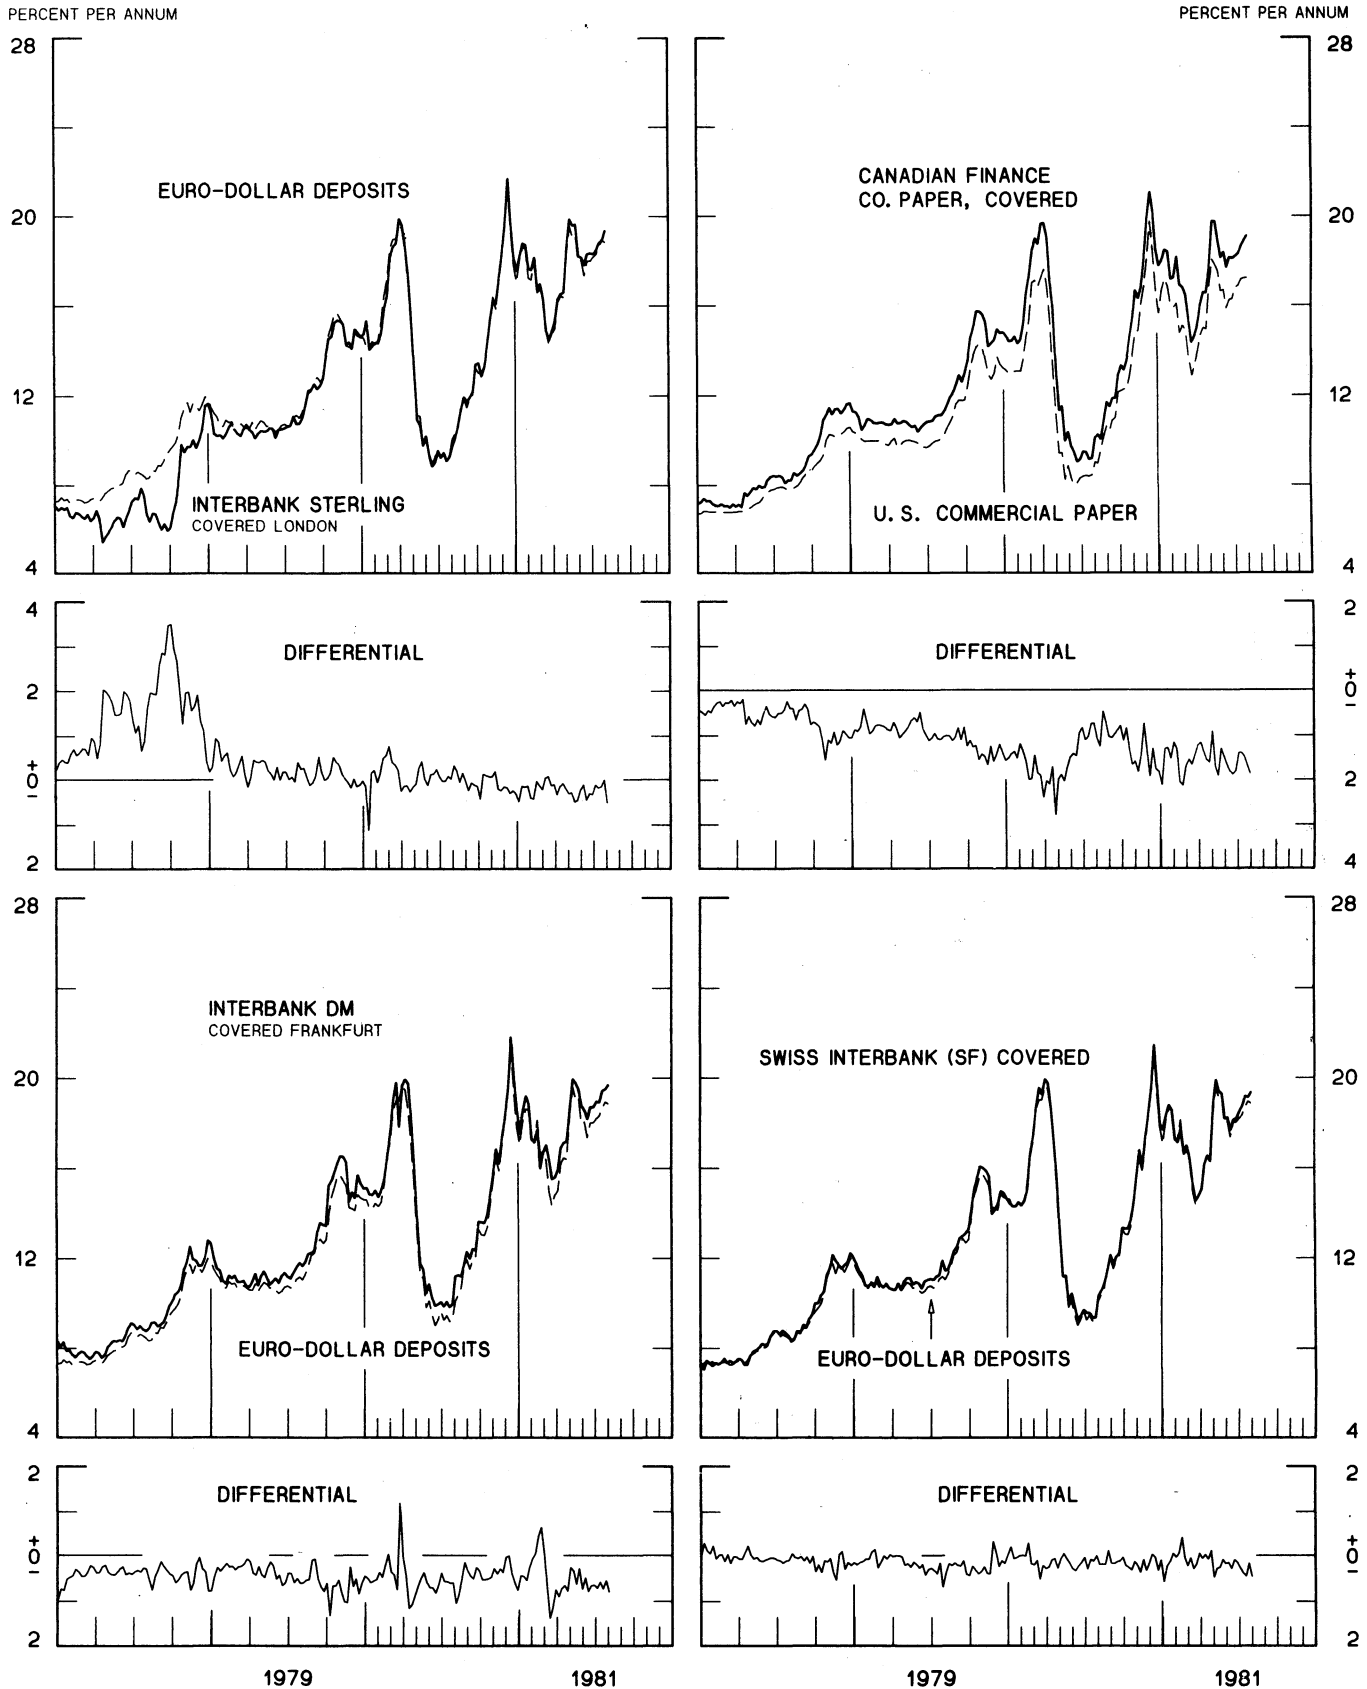 PERCENT PER ANNUM
PERCENT PER ANNUM
28
20
12
4
EURO-DOLLAR DEPOSITS
INTERBANK STERLING
COVERED LONDON
28
20
12
4
CANADIAN FINANCE
CO. PAPER, COVERED
U. S. COMMERCIAL PAPER
4
2
+
0
−
2
DIFFERENTIAL
2
+
0
−
2
4
DIFFERENTIAL
28
20
12
4
INTERBANK DM
COVERED FRANKFURT
EURO-DOLLAR DEPOSITS
28
20
12
4
SWISS INTERBANK (SF) COVERED
EURO-DOLLAR DEPOSITS
2
+
0
−
2
DIFFERENTIAL
2
+
0
−
2
DIFFERENTIAL
1979
1981
1979
1981